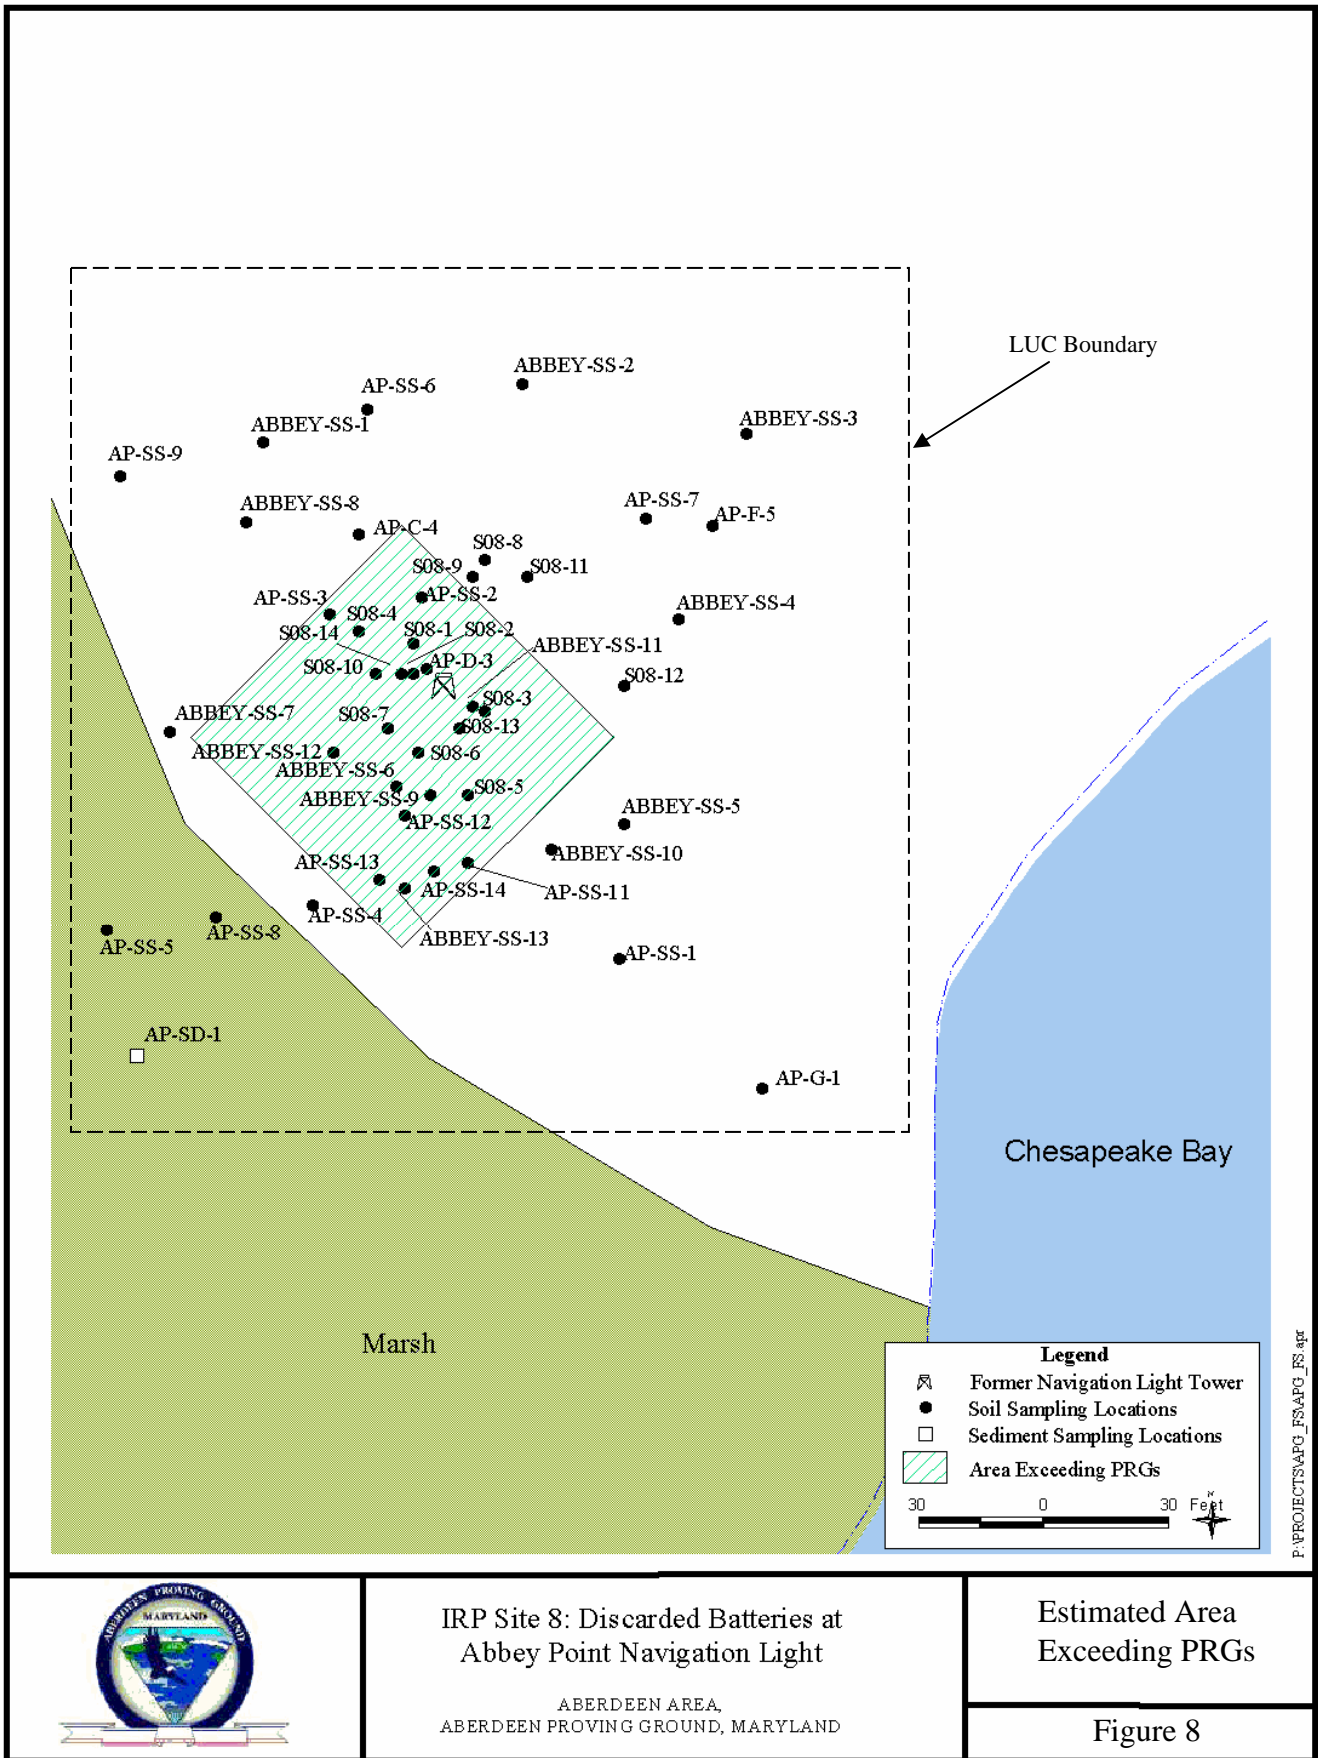 LUC Boundary
ABBEY-SS-2
AP-SS-6
ABBEY-SS-1
ABBEY-SS-3
AP-SS-9
ABBEY-SS-8
AP-SS-7
AP-F-5
AP-C-4
S08-8
S08-9
S08-11
AP-SS-3
AP-SS-2
S08-4
ABBEY-SS-4
S08-14
S08-1
S08-2
ABBEY-SS-11
S08-10
AP-D-3
S08-12
S08-3
ABBEY-SS-7
S08-7
S08-13
ABBEY-SS-12
S08-6
ABBEY-SS-6
ABBEY-SS-9
S08-5
AP-SS-12
ABBEY-SS-5
ABBEY-SS-10
AP-SS-13
AP-SS-14
AP-SS-11
AP-SS-4
AP-SS-8
AP-SS-5
ABBEY-SS-13
AP-SS-1
AP-SD-1
AP-G-1
Chesapeake Bay
Marsh
Legend
Former Navigation Light Tower
Soil Sampling Locations
Sediment Sampling Locations
Area Exceeding PRGs
30 0 30 Feet
N
P:\PROJECTS\APG_FS\APG_FS.apr
ABERDEEN PROVING GROUND
MARYLAND
IRP Site 8: Discarded Batteries at
Abbey Point Navigation Light
ABERDEEN AREA,
ABERDEEN PROVING GROUND, MARYLAND
Estimated Area
Exceeding PRGs
Figure 8